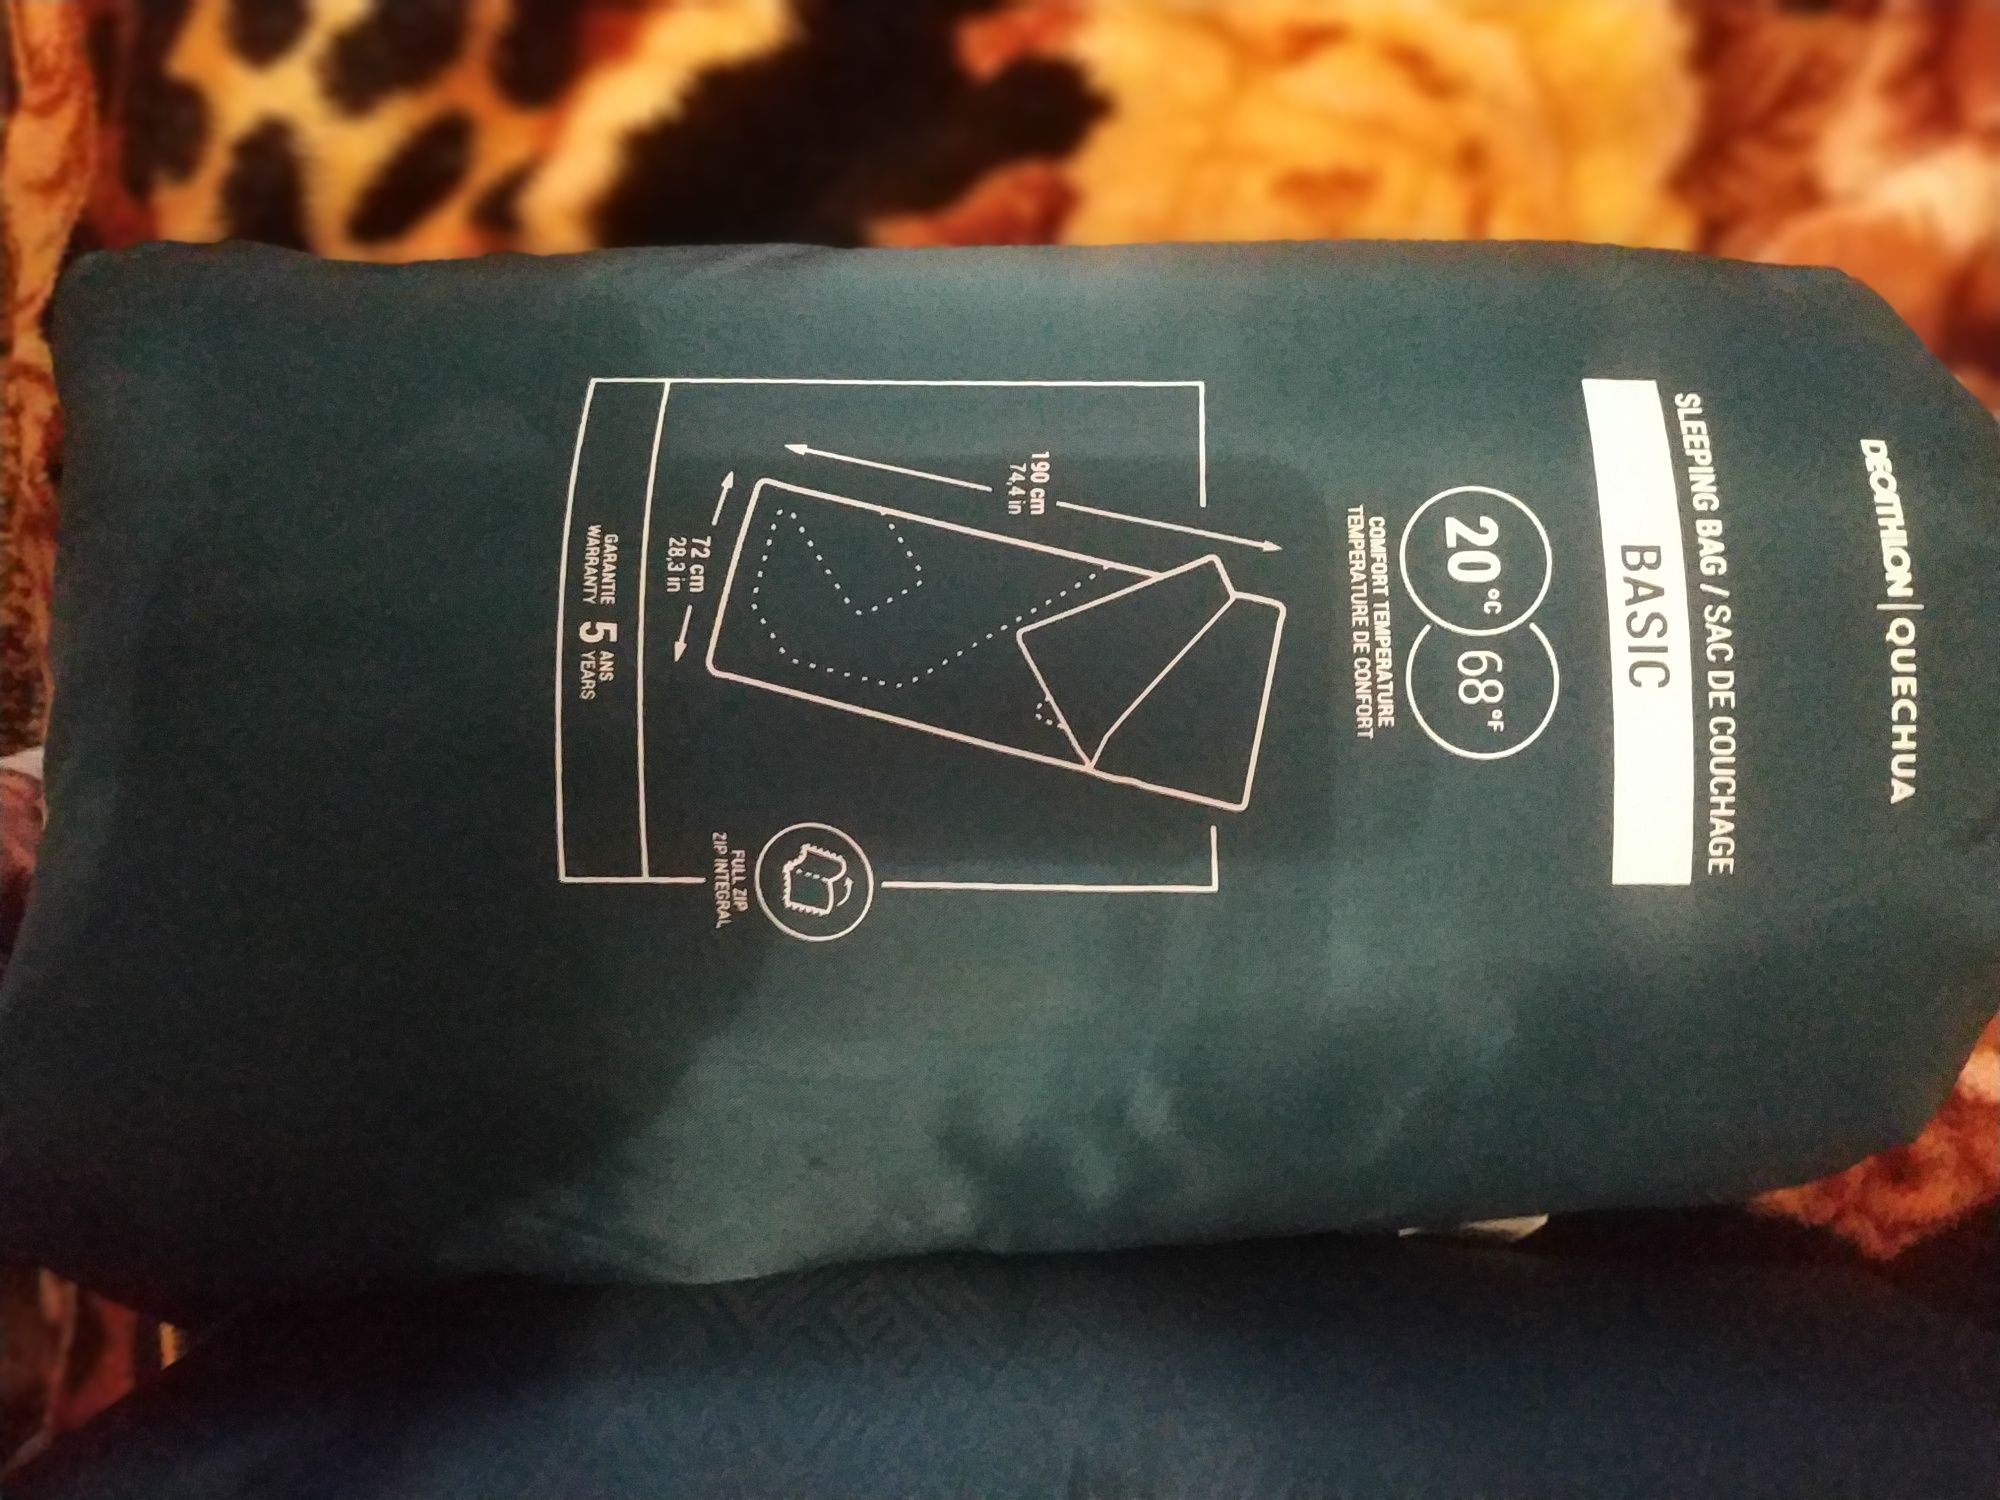 DECATHLON | QUECHUA
SLEEPING BAG / SAC DE COUCHAGE
BASIC
20 °C 68 °F
COMFORT TEMPERATURE
TEMPERATURE DE CONFORT
190 cm
74,4 in
72 cm
28,3 in
FULL ZIP
ZIP INTEGRAL
GARANTIE 5 ANS
WARRANTY YEARS